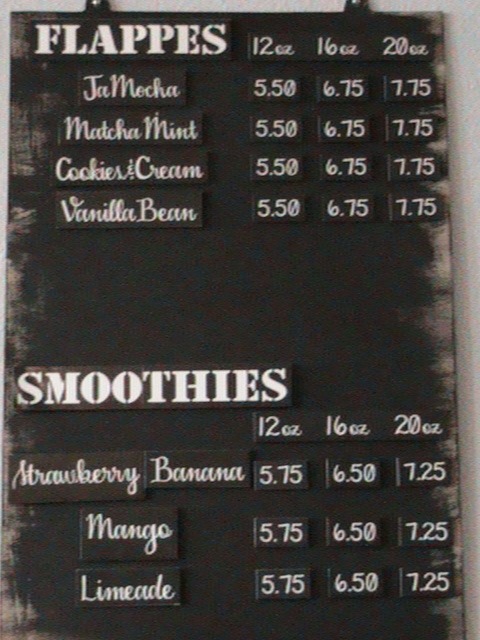 FLAPPES 12oz 16oz 20oz
JaMocha 5.50 6.75 7.75
Matcha Mint 5.50 6.75 7.75
Cookies & Cream 5.50 6.75 7.75
Vanilla Bean 5.50 6.75 7.75
SMOOTHIES
12oz 16oz 20oz
Strawberry Banana 5.75 6.50 7.25
Mango 5.75 6.50 7.25
Limeade 5.75 6.50 7.25